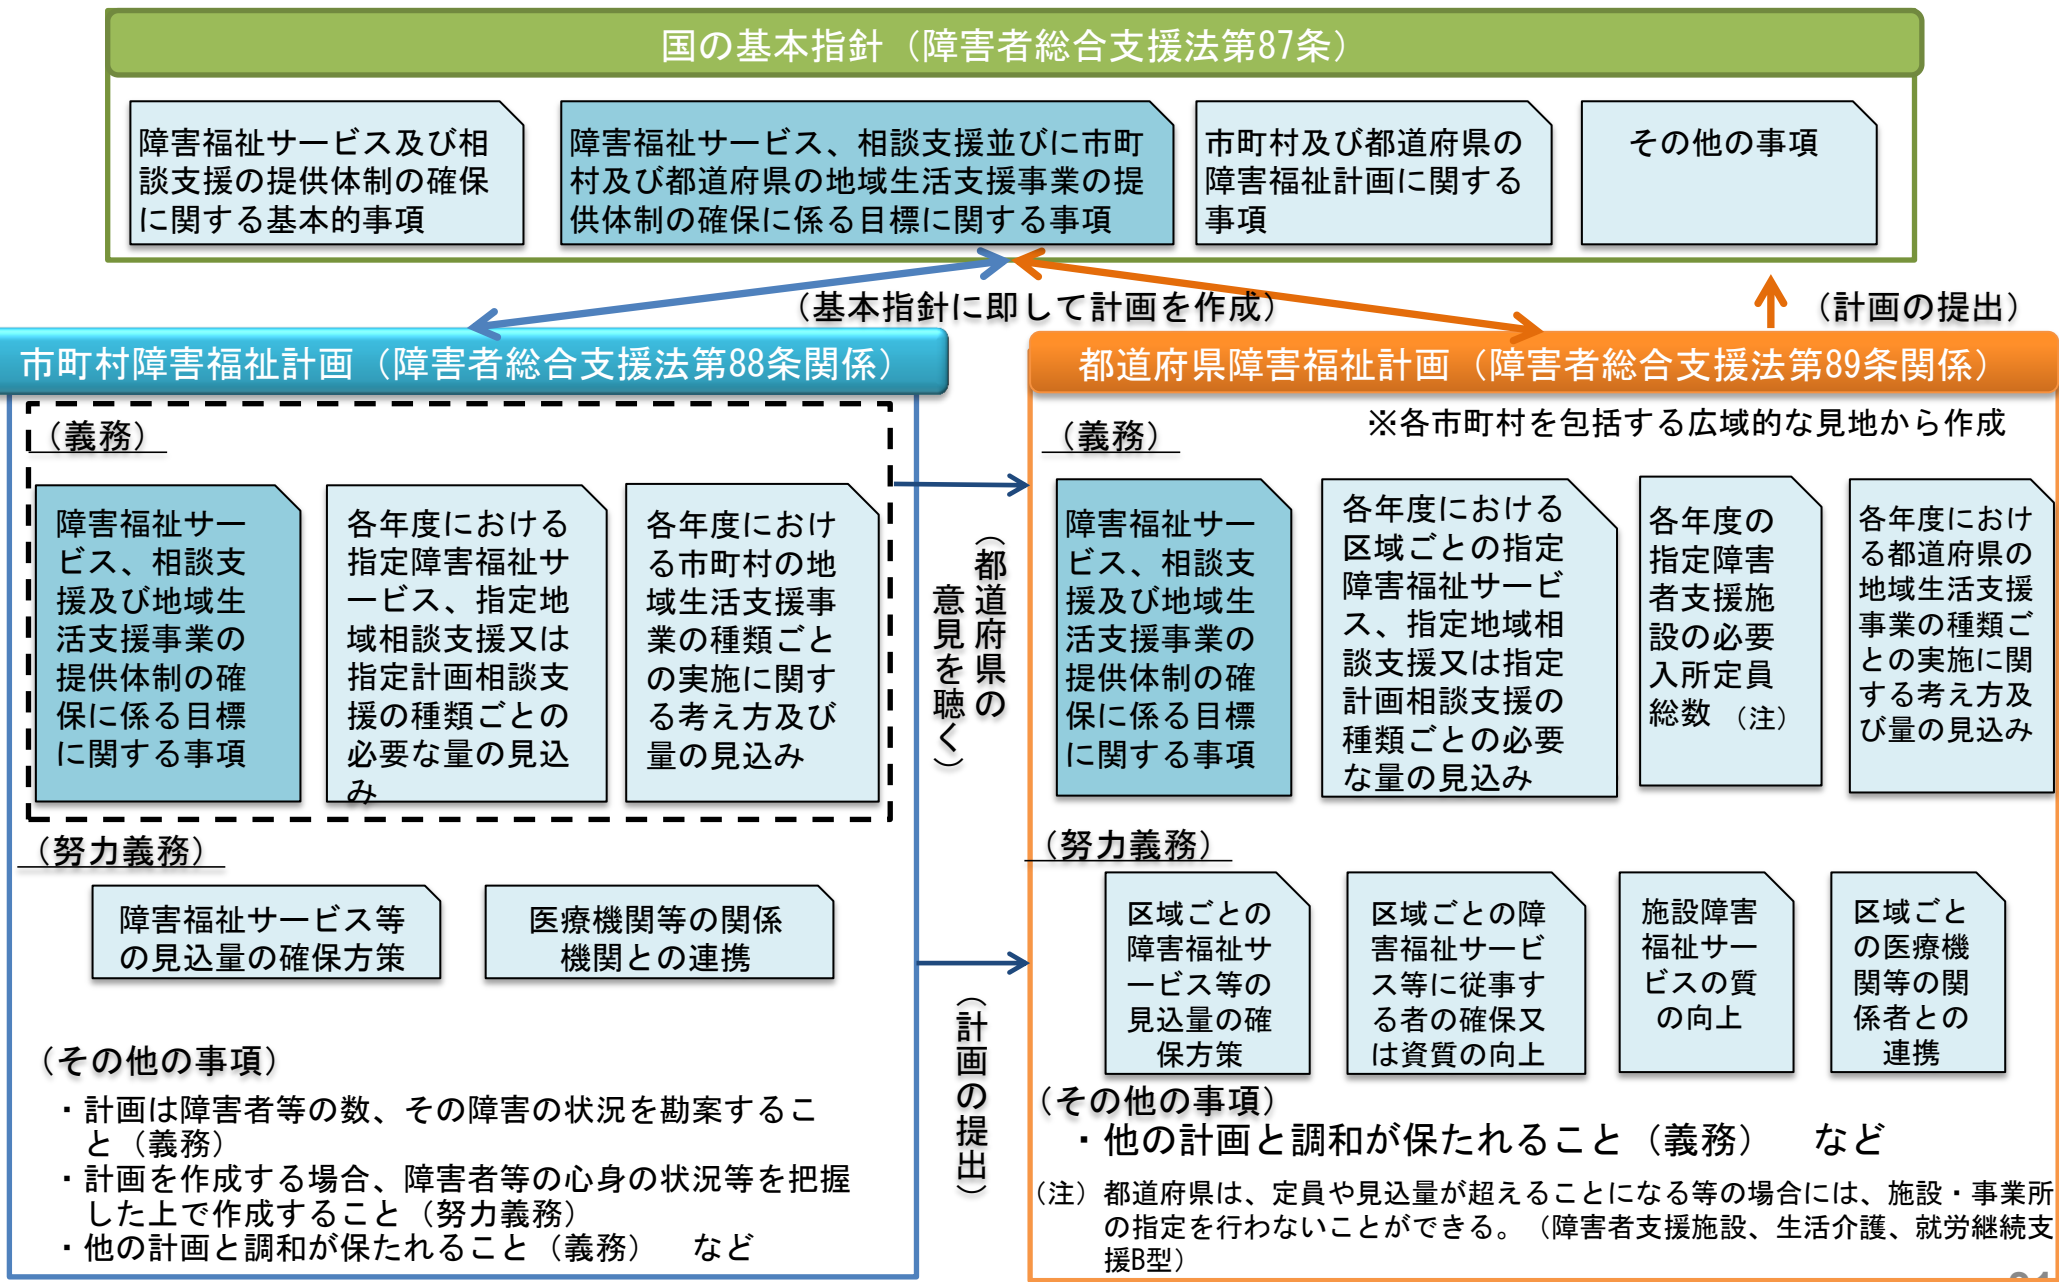 国の基本指針（障害者総合支援法第87条）
障害福祉サービス及び相
談支援の提供体制の確保
に関する基本的事項
障害福祉サービス、相談支援並びに市町
村及び都道府県の地域生活支援事業の提
供体制の確保に係る目標に関する事項
市町村及び都道府県の
障害福祉計画に関する
事項
その他の事項
（基本指針に即して計画を作成）
（計画の提出）
市町村障害福祉計画（障害者総合支援法第88条関係）
（義務）
障害福祉サー
ビス、相談支
援及び地域生
活支援事業の
提供体制の確
保に係る目標
に関する事項
各年度における
指定障害福祉サ
ービス、指定地
域相談支援又は
指定計画相談支
援の種類ごとの
必要な量の見込
み
各年度におけ
る市町村の地
域生活支援事
業の種類ごと
の実施に関す
る考え方及び
量の見込み
（努力義務）
障害福祉サービス等
の見込量の確保方策
医療機関等の関係
機関との連携
（その他の事項）
・計画は障害者等の数、その障害の状況を勘案するこ
と（義務）
・計画を作成する場合、障害者等の心身の状況等を把握
した上で作成すること（努力義務）
・他の計画と調和が保たれること（義務）　など
（都道府県の
意見を聴く）
（計画の提出）
都道府県障害福祉計画（障害者総合支援法第89条関係）
※各市町村を包括する広域的な見地から作成
（義務）
障害福祉サー
ビス、相談支
援及び地域生
活支援事業の
提供体制の確
保に係る目標
に関する事項
各年度における
区域ごとの指定
障害福祉サービ
ス、指定地域相
談支援又は指定
計画相談支援の
種類ごとの必要
な量の見込み
各年度の
指定障害
者支援施
設の必要
入所定員
総数（注）
各年度におけ
る都道府県の
地域生活支援
事業の種類ご
との実施に関
する考え方及
び量の見込み
（努力義務）
区域ごとの
障害福祉サ
ービス等の
見込量の確
保方策
区域ごとの障
害福祉サービ
ス等に従事す
る者の確保又
は資質の向上
施設障害
福祉サー
ビスの質
の向上
区域ごと
の医療機
関等の関
係者との
連携
（その他の事項）
・他の計画と調和が保たれること（義務）　など
（注）都道府県は、定員や見込量が超えることになる等の場合には、施設・事業所
の指定を行わないことができる。（障害者支援施設、生活介護、就労継続支
援B型）